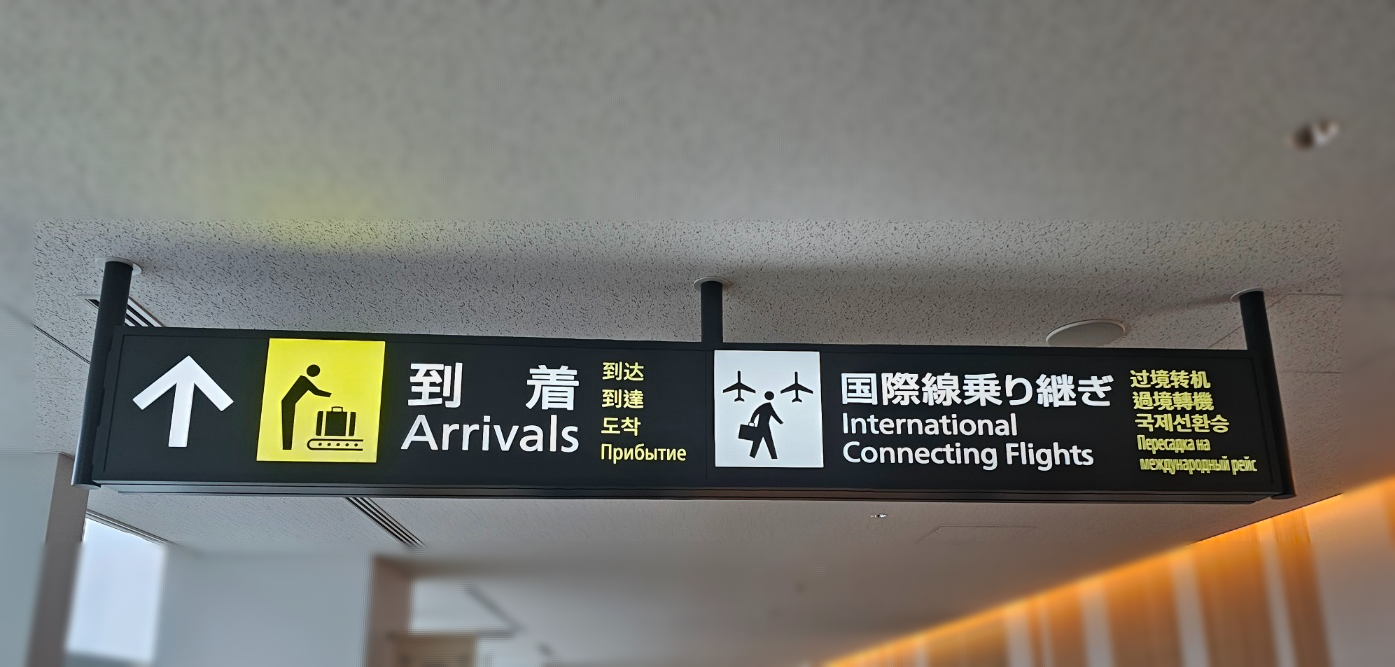 到着
Arrivals
到达
到達
도착
Прибытие
国際線乗り継ぎ
International
Connecting Flights
过境转机
過境轉機
국제선환승
Пересадка на
международный рейс